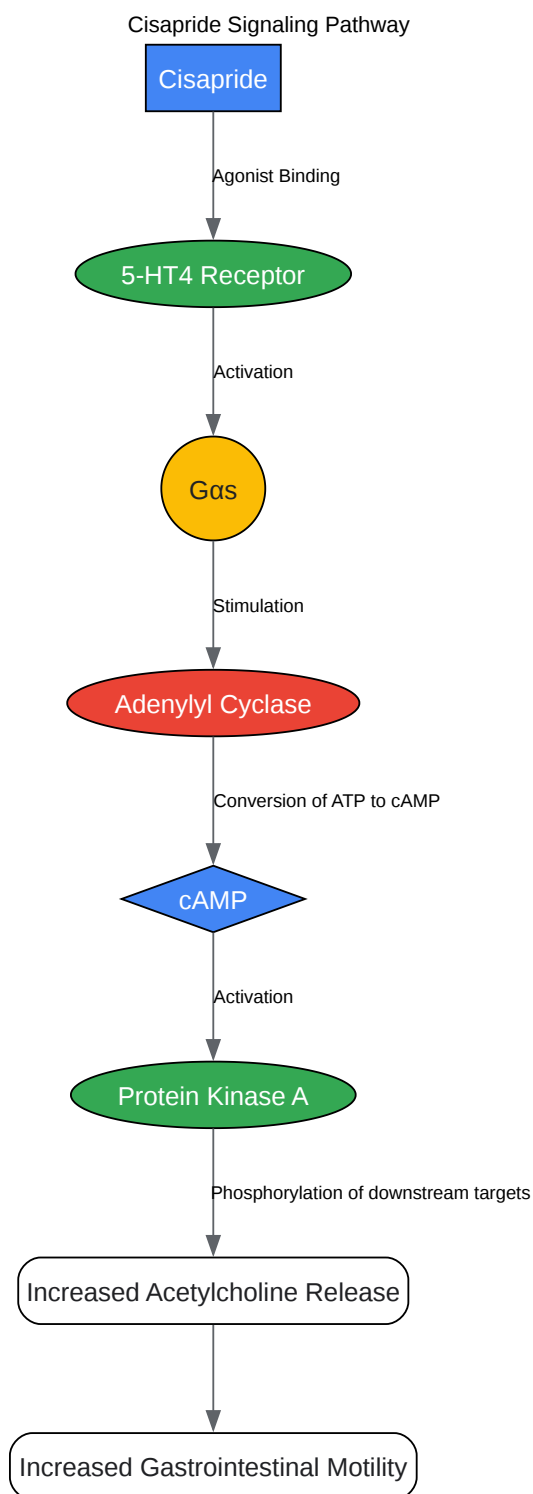 Cisapride Signaling Pathway
Cisapride
Agonist Binding
5-HT4 Receptor
Activation
Gαs
Stimulation
Adenylyl Cyclase
Conversion of ATP to cAMP
cAMP
Activation
Protein Kinase A
Phosphorylation of downstream targets
Increased Acetylcholine Release
Increased Gastrointestinal Motility